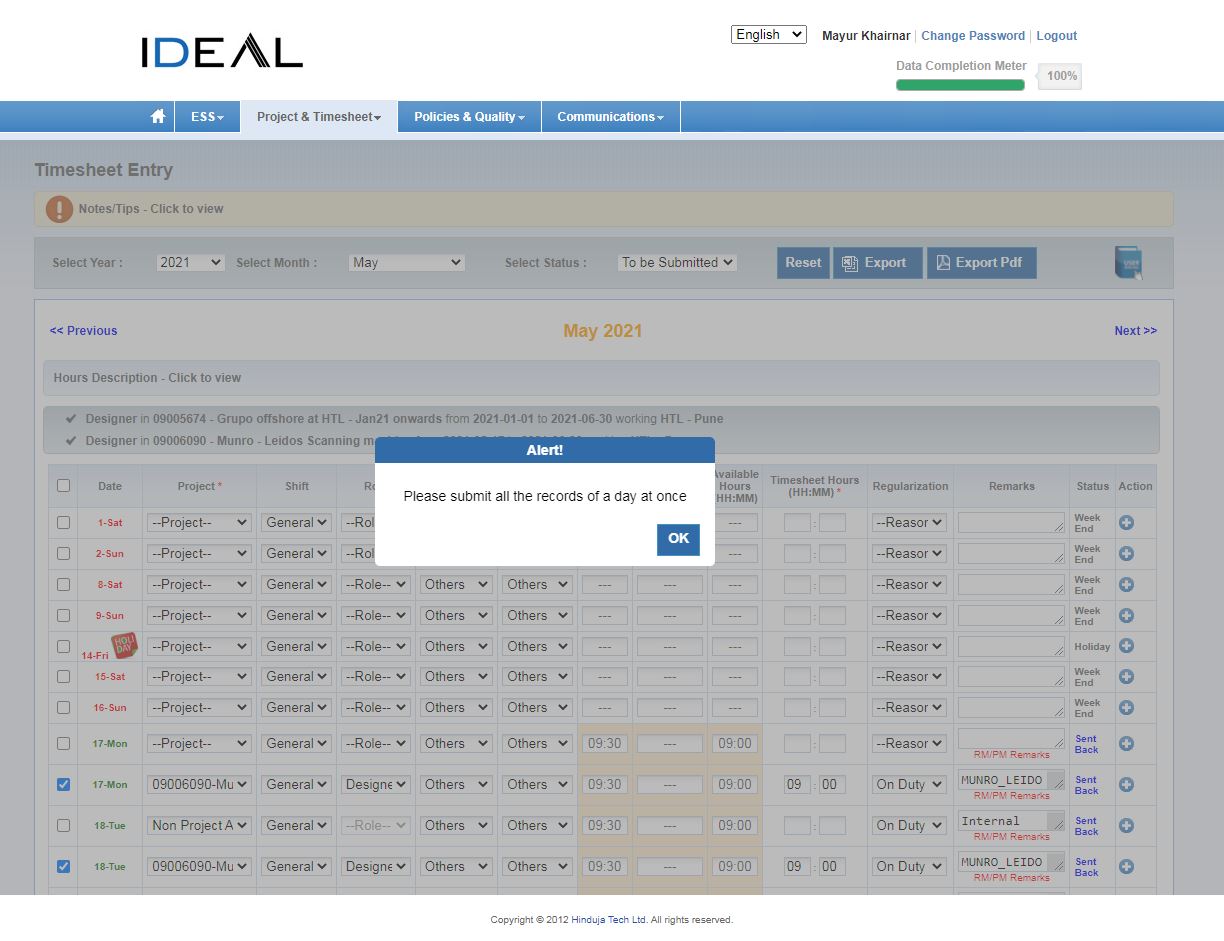 IDEAL
English Mayur Khairnar Change Password Logout
Data Completion Meter 100%
ESS Project & Timesheet Policies & Quality Communications
Timesheet Entry
Notes/Tips - Click to view
Select Year : 2021 Select Month : May Select Status : To be Submitted Reset Export Export Pdf
<< Previous May 2021 Next >>
Hours Description - Click to view
Designer in 09005674 - Grupo offshore at HTL - Jan21 onwards from 2021-01-01 to 2021-06-30 working HTL - Pune
Designer in 09006090 - Munro - Leidos Scanning
Alert!
Please submit all the records of a day at once
OK
Date Project * Shift Available Hours (HH:MM) Timesheet Hours (HH:MM) * Regularization Remarks Status Action
1-Sat --Project-- General --Rol --- : --Reason Week End
2-Sun --Project-- General --Rol --- : --Reason Week End
8-Sat --Project-- General --Role-- Others Others --- --- --- : --Reason Week End
9-Sun --Project-- General --Role-- Others Others --- --- --- : --Reason Week End
14-Fri HOLIDAY --Project-- General --Role-- Others Others --- --- --- : --Reason Holiday
15-Sat --Project-- General --Role-- Others Others --- --- --- : --Reason Week End
16-Sun --Project-- General --Role-- Others Others --- --- --- : --Reason Week End
17-Mon --Project-- General --Role-- Others Others 09:30 --- 09:00 : --Reason RM/PM Remarks Sent Back
17-Mon 09006090-Mu General Designe Others Others 09:30 --- 09:00 09 : 00 On Duty MUNRO_LEIDO RM/PM Remarks Sent Back
18-Tue Non Project A General --Role-- Others Others 09:30 --- 09:00 : On Duty Internal RM/PM Remarks Sent Back
18-Tue 09006090-Mu General Designe Others Others 09:30 --- 09:00 09 : 00 On Duty MUNRO_LEIDO RM/PM Remarks Sent Back
Copyright © 2012 Hinduja Tech Ltd. All rights reserved.